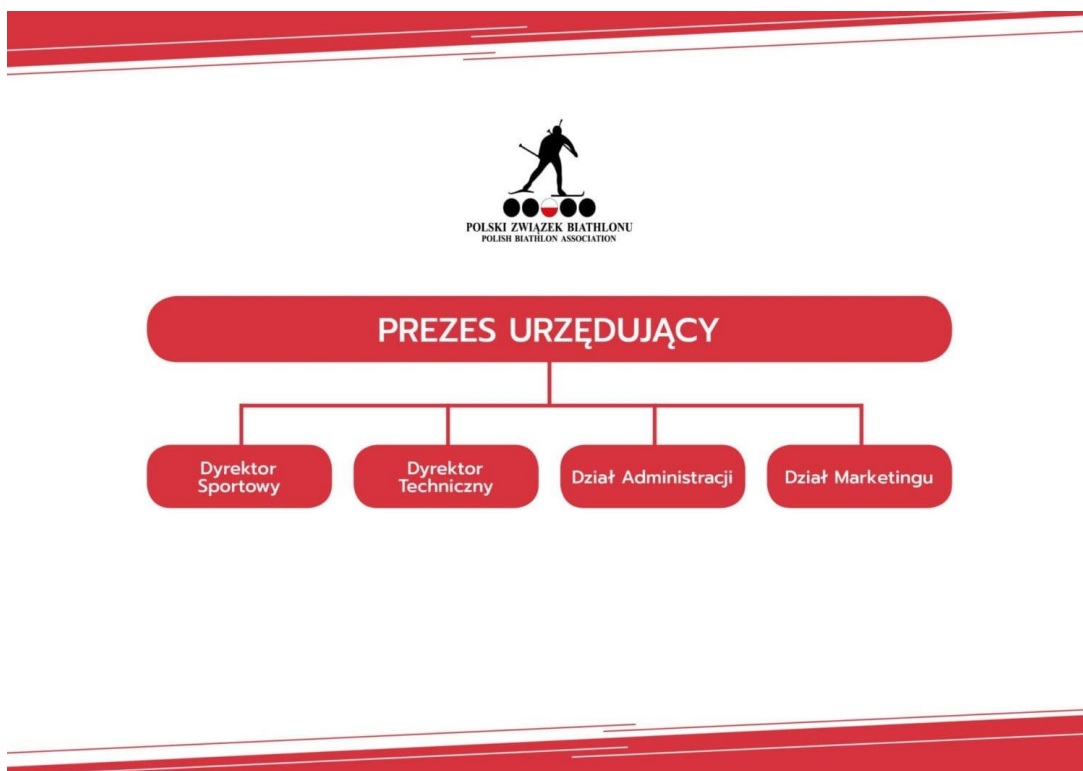 POLSKI ZWIĄZEK BIATHLONU
POLISH BIATHLON ASSOCIATION
PREZES URZĘDUJĄCY
Dyrektor
Sportowy
Dyrektor
Techniczny
Dział Administracji
Dział Marketingu